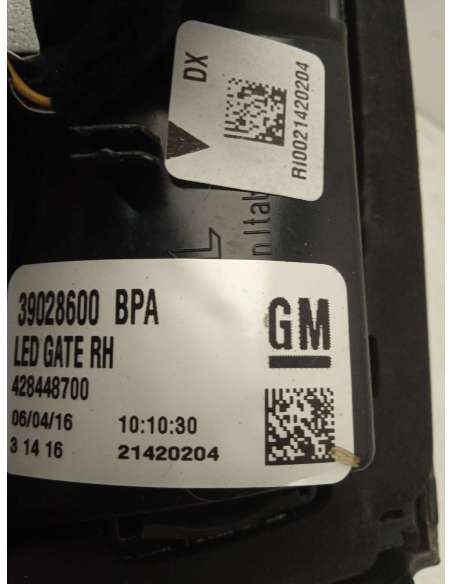 DX
RI0021420204
n Ital
39028600 BPA
GM
LED GATE RH
428448700
06/04/16 10:10:30
3 14 16 21420204